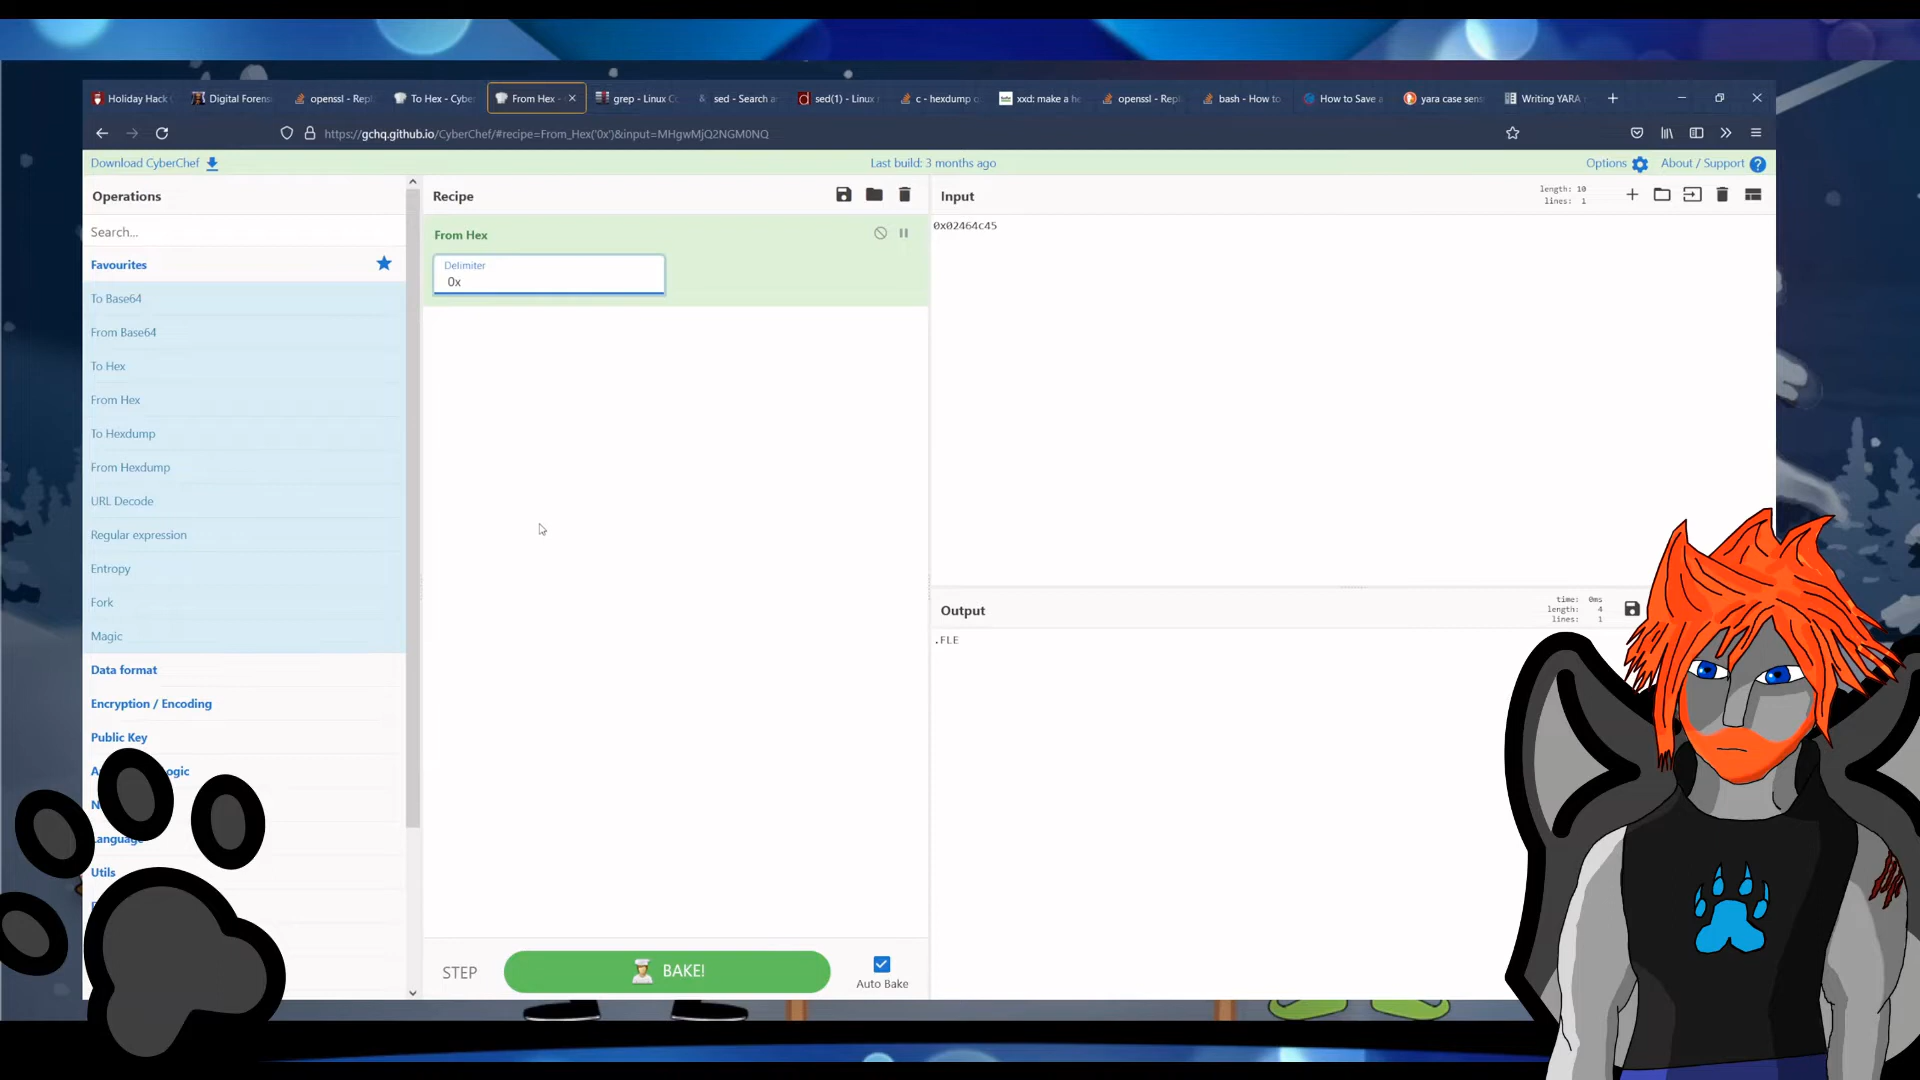 Holiday Hack
Digital Forens
openssl - Repl
To Hex - Cyber
From Hex -
grep - Linux Co
sed - Search a
sed(1) - Linux
c - hexdump o
xxd: make a he
openssl - Repl
bash - How to
How to Save a
yara case sens
Writing YARA
https://gchq.github.io/CyberChef/#recipe=From_Hex('0x')&input=MHgwMjQ2NGM0NQ
Download CyberChef
Last build: 3 months ago
Options
About / Support
Operations
Recipe
Input
length: 10
lines: 1
Search...
From Hex
Delimiter
0x
0x02464c45
Favourites
To Base64
From Base64
To Hex
From Hex
To Hexdump
From Hexdump
URL Decode
Regular expression
Entropy
Fork
Magic
Data format
Encryption / Encoding
Public Key
ogic
Utils
Output
time: 0ms
length: 4
lines: 1
.FLE
STEP
BAKE!
Auto Bake